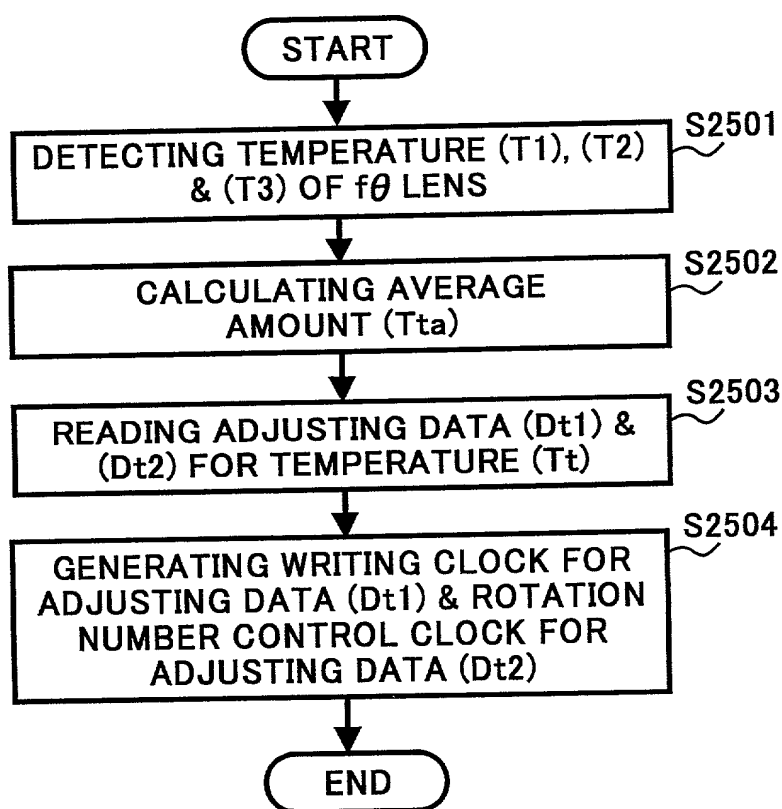 START
S2501
DETECTING TEMPERATURE (T1), (T2)
& (T3) OF fθ LENS
S2502
CALCULATING AVERAGE
AMOUNT (Tta)
S2503
READING ADJUSTING DATA (Dt1) &
(Dt2) FOR TEMPERATURE (Tt)
S2504
GENERATING WRITING CLOCK FOR
ADJUSTING DATA (Dt1) & ROTATION
NUMBER CONTROL CLOCK FOR
ADJUSTING DATA (Dt2)
END